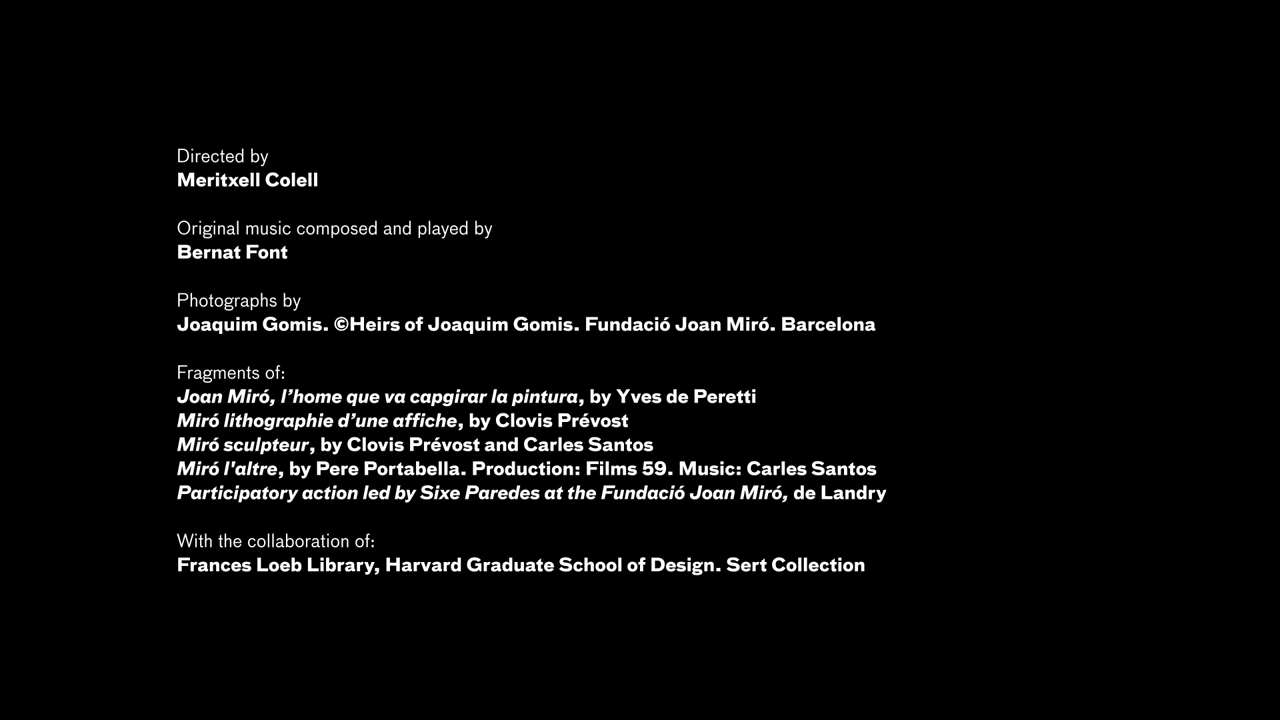 Directed by
Meritxell Colell
Original music composed and played by
Bernat Font
Photographs by
Joaquim Gomis. ©Heirs of Joaquim Gomis. Fundació Joan Miró. Barcelona
Fragments of:
Joan Miró, l’home que va capgirar la pintura, by Yves de Peretti
Miró lithographie d’une affiche, by Clovis Prévost
Miró sculpteur, by Clovis Prévost and Carles Santos
Miró l'altre, by Pere Portabella. Production: Films 59. Music: Carles Santos
Participatory action led by Sixe Paredes at the Fundació Joan Miró, de Landry
With the collaboration of:
Frances Loeb Library, Harvard Graduate School of Design. Sert Collection